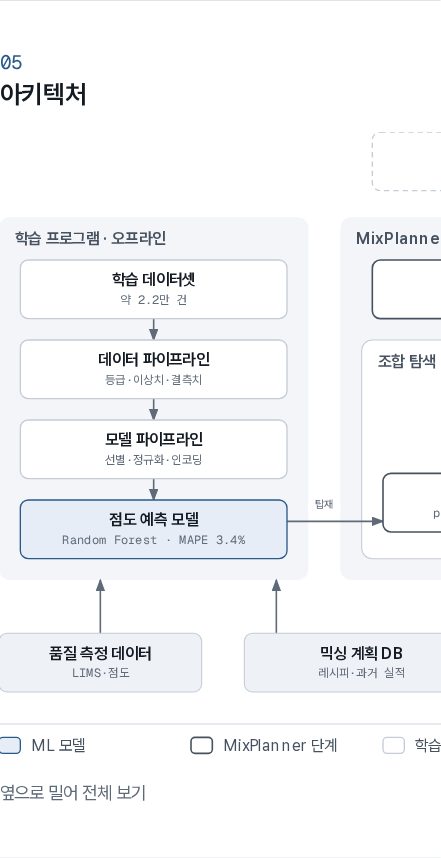 05
아키텍처
학습 프로그램 · 오프라인
학습 데이터셋
약 2.2만 건
데이터 파이프라인
등급·이상치·결측치
모델 파이프라인
선별·정규화·인코딩
점도 예측 모델
Random Forest · MAPE 3.4%
탑재
MixPlanne
조합 탐색
p
품질 측정 데이터
LIMS·점도
믹싱 계획 DB
레시피·과거 실적
ML 모델
MixPlanner 단계
학습
옆으로 밀어 전체 보기